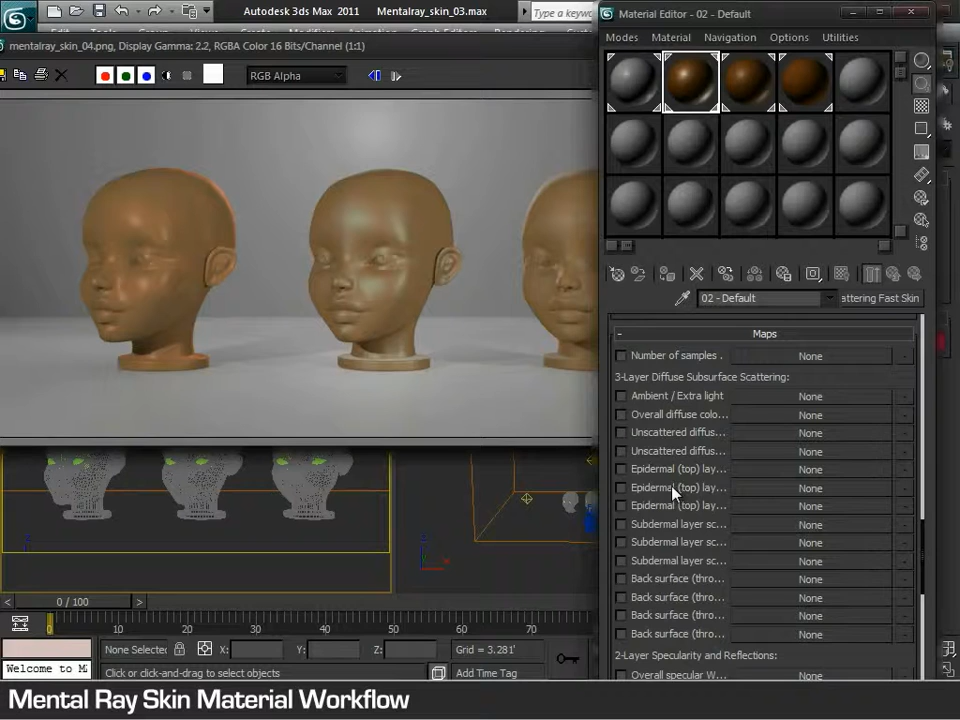 Autodesk 3ds Max 2011 Mentalray_skin_03.max
Type a keyword
mentalray_skin_04.png, Display Gamma: 2.2, RGBA Color 16 Bits/Channel (1:1)
RGB Alpha
Material Editor - 02 - Default
Modes Material Navigation Options Utilities
02 - Default
attering Fast Skin
- Maps
Number of samples . None
3-Layer Diffuse Subsurface Scattering:
Ambient / Extra light None
Overall diffuse colo... None
Unscattered diffus... None
Unscattered diffus... None
Epidermal (top) lay... None
Epidermal (top) lay... None
Epidermal (top) lay... None
Subdermal layer sc... None
Subdermal layer sc... None
Subdermal layer sc... None
Back surface (thro... None
Back surface (thro... None
Back surface (thro... None
Back surface (thro... None
2-Layer Specularity and Reflections:
Overall specular W... None
< 0 / 100 >
0 10 20 30 40 50 60 70
None Selected X: Y: Z: Grid = 3.281'
Welcome to M
Click or click-and-drag to select objects
Add Time Tag
Mental Ray Skin Material Workflow